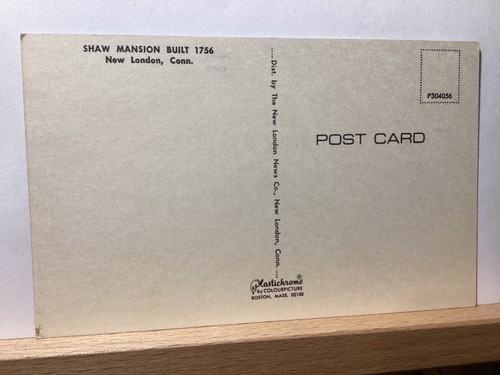 SHAW MANSION BUILT 1756
New London, Conn.
....Dist. by The New London News Co., New London, Conn....
P304056
POST CARD
Plastichrome®
by COLOURPICTURE
BOSTON, MASS. 02130